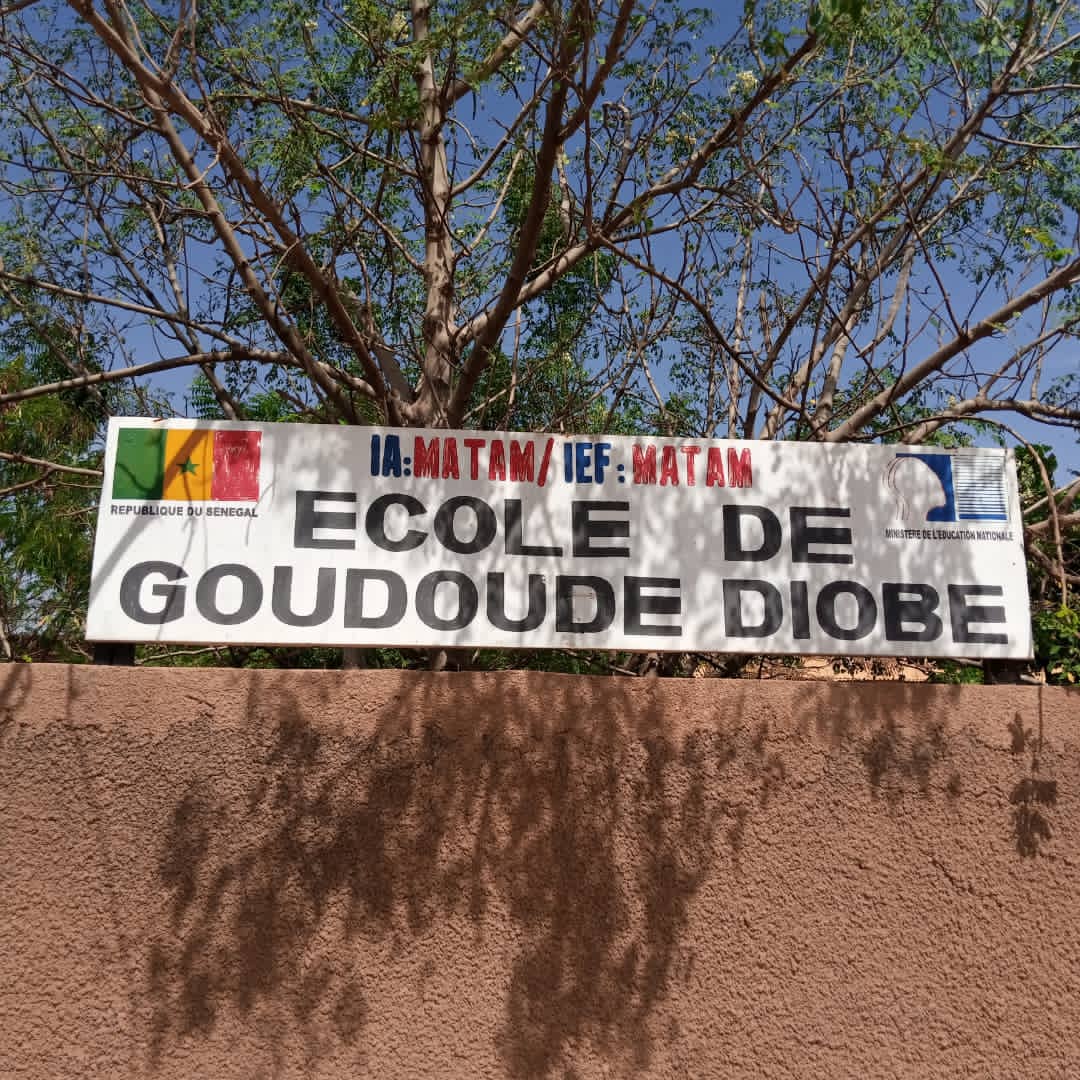 IA:MATAM/ IEF: MATAM
REPUBLIQUE DU SENEGAL
MINISTERE DE L'EDUCATION NATIONALE
ECOLE DE
GOUDOUDE DIOBE